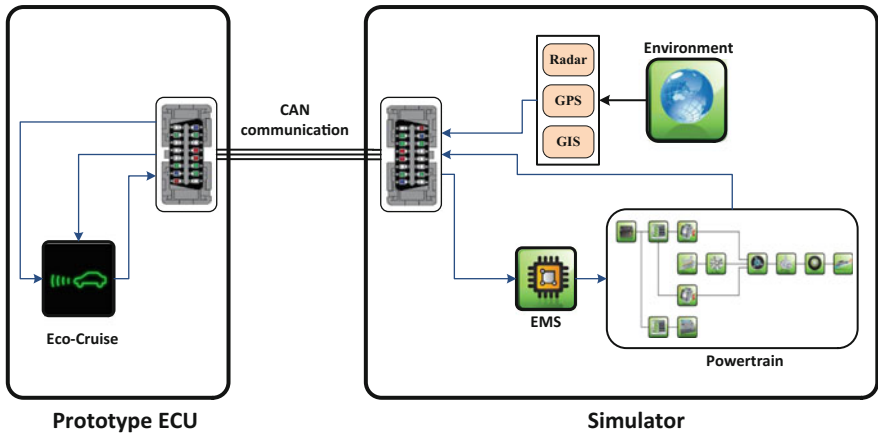 CAN
communication
Radar
GPS
GIS
Environment
Eco-Cruise
EMS
Powertrain
Prototype ECU
Simulator